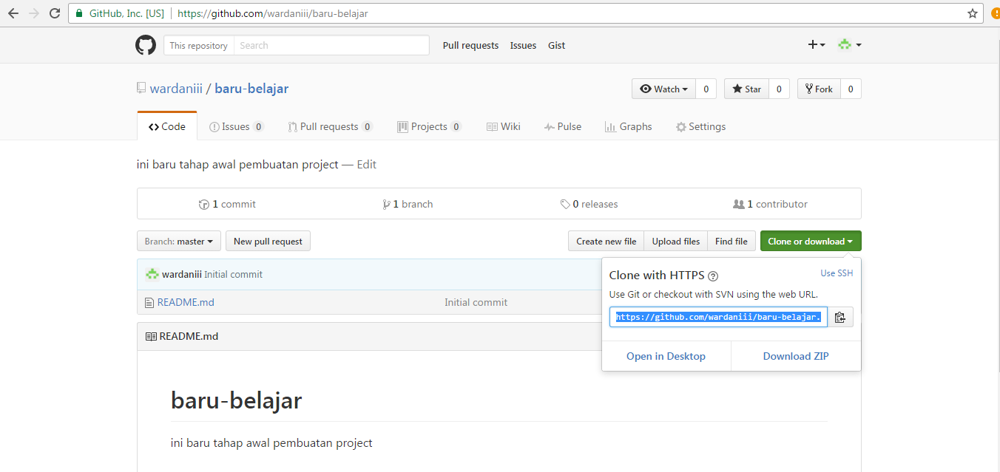 GitHub, Inc. [US] https://github.com/wardaniii/baru-belajar
This repository Search Pull requests Issues Gist
wardaniii / baru-belajar Watch 0 Star 0 Fork 0
Code Issues 0 Pull requests 0 Projects 0 Wiki Pulse Graphs Settings
ini baru tahap awal pembuatan project — Edit
1 commit 1 branch 0 releases 1 contributor
Branch: master New pull request Create new file Upload files Find file Clone or download
wardaniii Initial commit
README.md Initial commit
Clone with HTTPS ? Use SSH
Use Git or checkout with SVN using the web URL.
https://github.com/wardaniii/baru-belajar.
Open in Desktop Download ZIP
README.md
baru-belajar
ini baru tahap awal pembuatan project